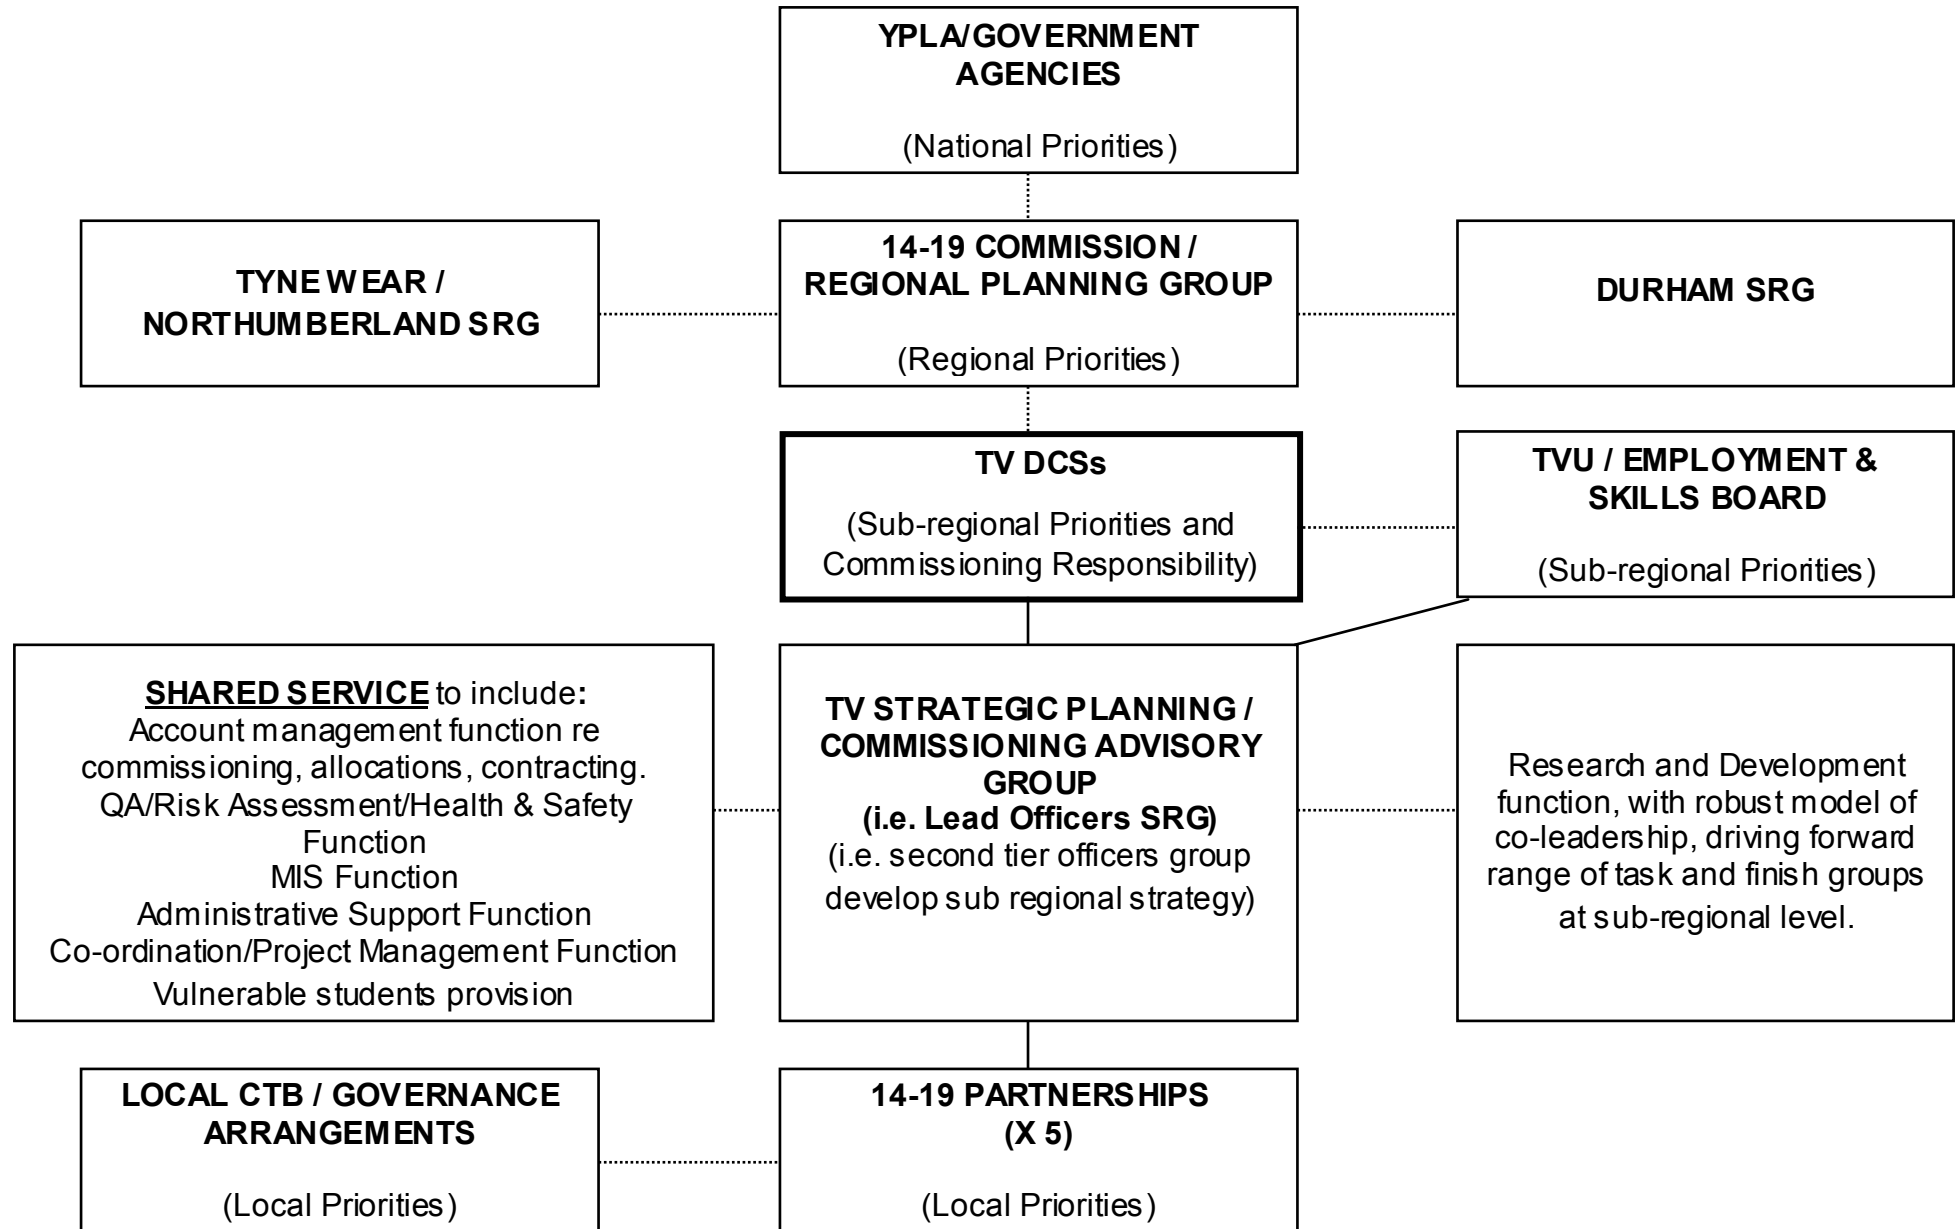 YPLA/GOVERNMENT
AGENCIES
(National Priorities)
TYNE WEAR /
NORTHUMBERLAND SRG
14-19 COMMISSION /
REGIONAL PLANNING GROUP
(Regional Priorities)
DURHAM SRG
TV DCSs
(Sub-regional Priorities and
Commissioning Responsibility)
TVU / EMPLOYMENT &
SKILLS BOARD
(Sub-regional Priorities)
SHARED SERVICE to include:
Account management function re
commissioning, allocations, contracting.
QA/Risk Assessment/Health & Safety
Function
MIS Function
Administrative Support Function
Co-ordination/Project Management Function
Vulnerable students provision
TV STRATEGIC PLANNING /
COMMISSIONING ADVISORY
GROUP
(i.e. Lead Officers SRG)
(i.e. second tier officers group
develop sub regional strategy)
Research and Development
function, with robust model of
co-leadership, driving forward
range of task and finish groups
at sub-regional level.
LOCAL CTB / GOVERNANCE
ARRANGEMENTS
(Local Priorities)
14-19 PARTNERSHIPS
(X 5)
(Local Priorities)